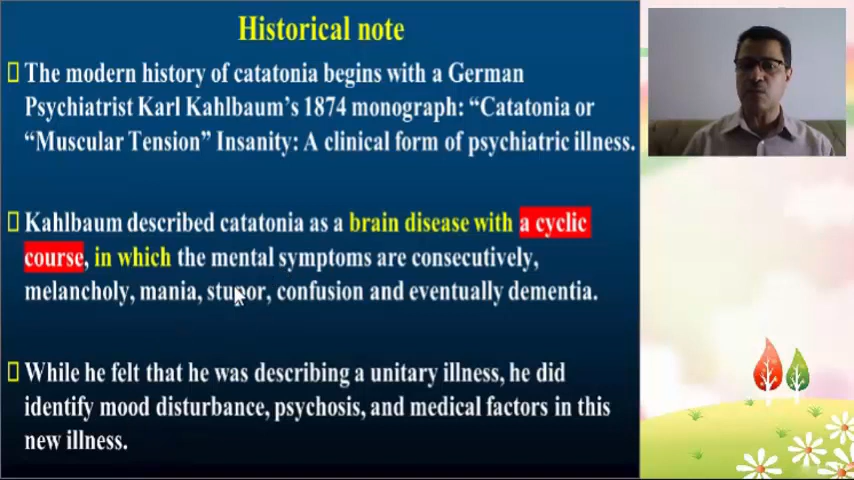 Historical note
The modern history of catatonia begins with a German
Psychiatrist Karl Kahlbaum's 1874 monograph: “Catatonia or
“Muscular Tension” Insanity: A clinical form of psychiatric illness.
Kahlbaum described catatonia as a brain disease with a cyclic
course, in which the mental symptoms are consecutively,
melancholy, mania, stupor, confusion and eventually dementia.
While he felt that he was describing a unitary illness, he did
identify mood disturbance, psychosis, and medical factors in this
new illness.